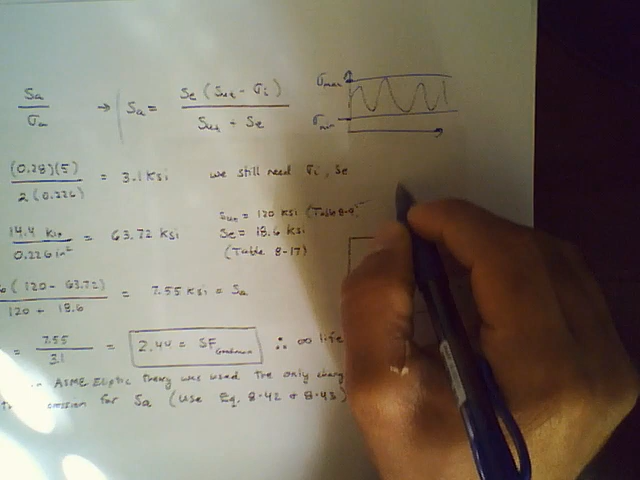 Sa / σa → Sa = Se (Sut - σi) / Sut + Se
σmax
σmin
(0.28)(5) / 2(0.226) = 3.1 Ksi we still need σi, Se
Sut = 120 Ksi (Table 8-9)
14.4 Kip / 0.226 in² = 63.72 Ksi Se = 18.6 Ksi
(Table 8-17)
(120 - 63.72) / 120 + 18.6 = 7.55 Ksi = Sa
= 7.55 / 3.1 = 2.44 = SF Goodman ∴ ∞ life
ASME Elliptic theory was used the only
for Sa (Use Eq. 8-42 & 8-43)